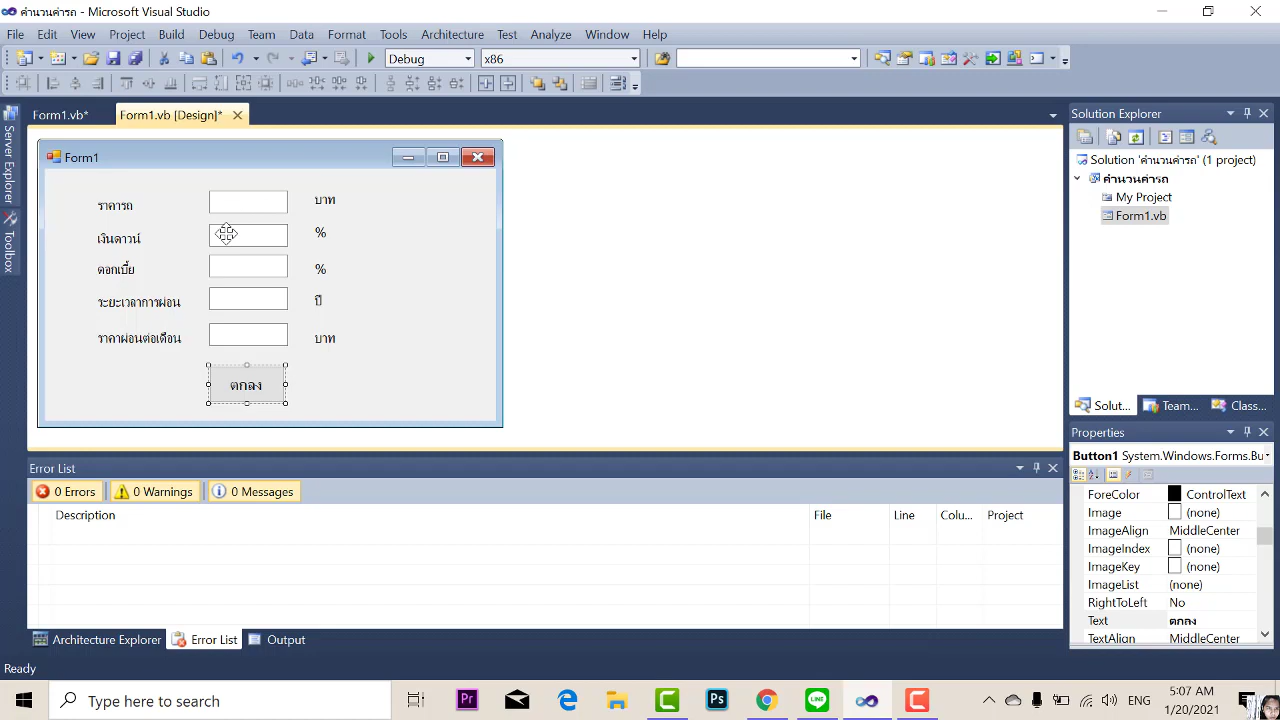 คำนวนค่ารถ - Microsoft Visual Studio
File Edit View Project Build Debug Team Data Format Tools Architecture Test Analyze Window Help
Debug x86
Server Explorer
Toolbox
Form1.vb* Form1.vb [Design]*
Form1
ราคารถ บาท
เงินดาวน์ %
ดอกเบี้ย %
ระยะเวลาการผ่อน ปี
ราคาผ่อนต่อเดือน บาท
ตกลง
Solution Explorer
Solution 'คำนวนค่ารถ' (1 project)
คำนวนค่ารถ
My Project
Form1.vb
Solut... Team... Class...
Properties
Button1 System.Windows.Forms.Bu
ForeColor ControlText
Image (none)
ImageAlign MiddleCenter
ImageIndex (none)
ImageKey (none)
ImageList (none)
RightToLeft No
Text ตกลง
TextAlign MiddleCenter
Error List
0 Errors 0 Warnings 0 Messages
Description File Line Colu... Project
Architecture Explorer Error List Output
Ready
Type here to search
Pr Ps LINE C C
ENG
5:07 AM
1/20/2021